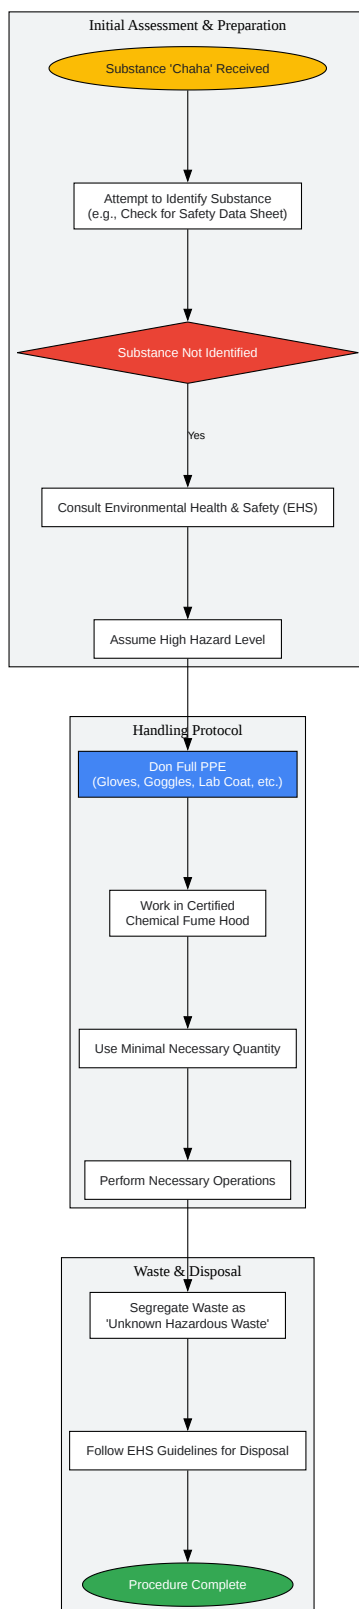 Initial Assessment & Preparation
Substance 'Chaha' Received
Attempt to Identify Substance
(e.g., Check for Safety Data Sheet)
Substance Not Identified
Yes
Consult Environmental Health & Safety (EHS)
Assume High Hazard Level
Handling Protocol
Don Full PPE
(Gloves, Goggles, Lab Coat, etc.)
Work in Certified
Chemical Fume Hood
Use Minimal Necessary Quantity
Perform Necessary Operations
Waste & Disposal
Segregate Waste as
'Unknown Hazardous Waste'
Follow EHS Guidelines for Disposal
Procedure Complete